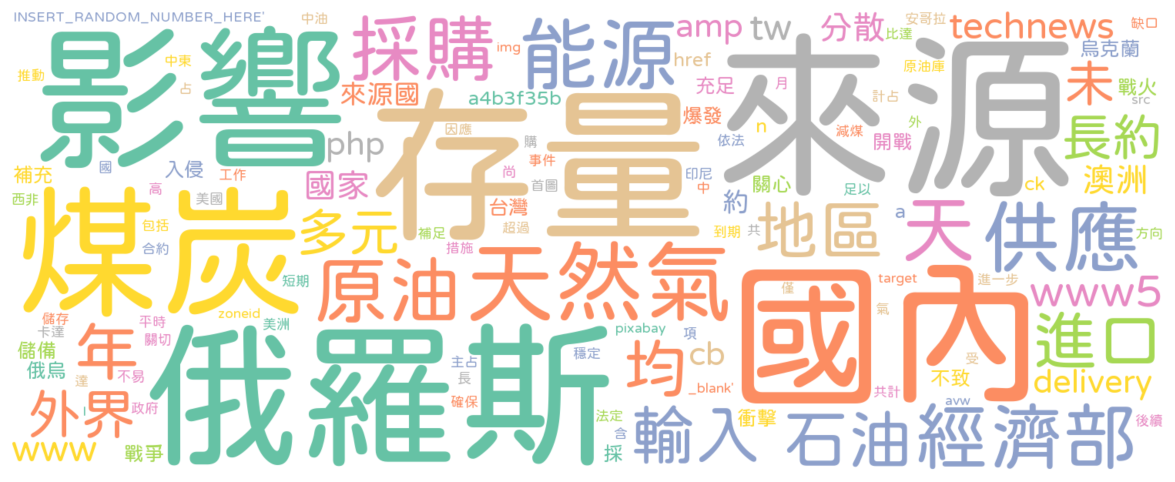 INSERT_RANDOM_NUMBER_HERE'
中油
影響
採購
img
能源
amp
tw
分散
比達
安哥拉
technews
缺口
推動
中東
占
來源國
a4b3f35b
href
充足
月
來源
原油庫
烏克蘭
未
戰火
src
計占
外
php
存量
因應
購
爆發
n
依法
減煤
開戰
長約
國
入侵
工作
事件
尚
補充
高
西非
美國
國家
首圖
印尼
中
約
關心
足以
ck
澳洲
煤炭
包括
合約
多元
補足
台灣
超過
措施
到期
共
地區
a
天
供應
方向
短期
原油
天然氣
target
進一步
僅
www5
zoneid
儲存
卡達
平時
關切
美洲
年
儲備
俄烏
達
不易
俄羅斯
pixabay
項
主占
長
穩定
均
cb
_blank'
國內
氣
受
進口
不致
delivery
共計
avw
外界
l
政府
確保
法定
含
採
輸入
衝擊
石油
經濟部
後續
www
戰爭